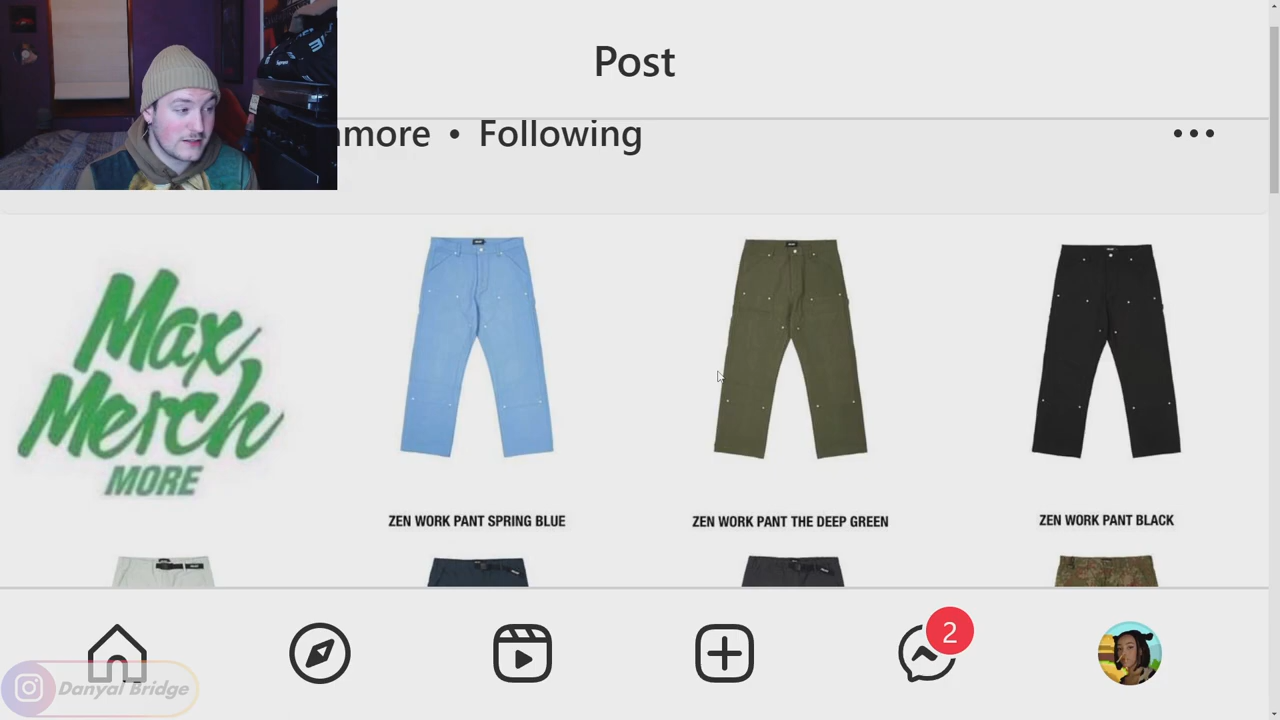 Post
more • Following
Max
Merch
MORE
ZEN WORK PANT SPRING BLUE
ZEN WORK PANT THE DEEP GREEN
ZEN WORK PANT BLACK
2
Danyal Bridge